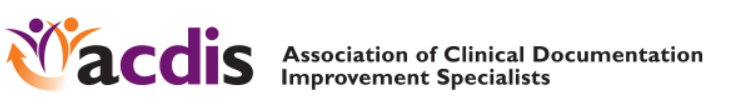 acdis
Association of Clinical Documentation
Improvement Specialists